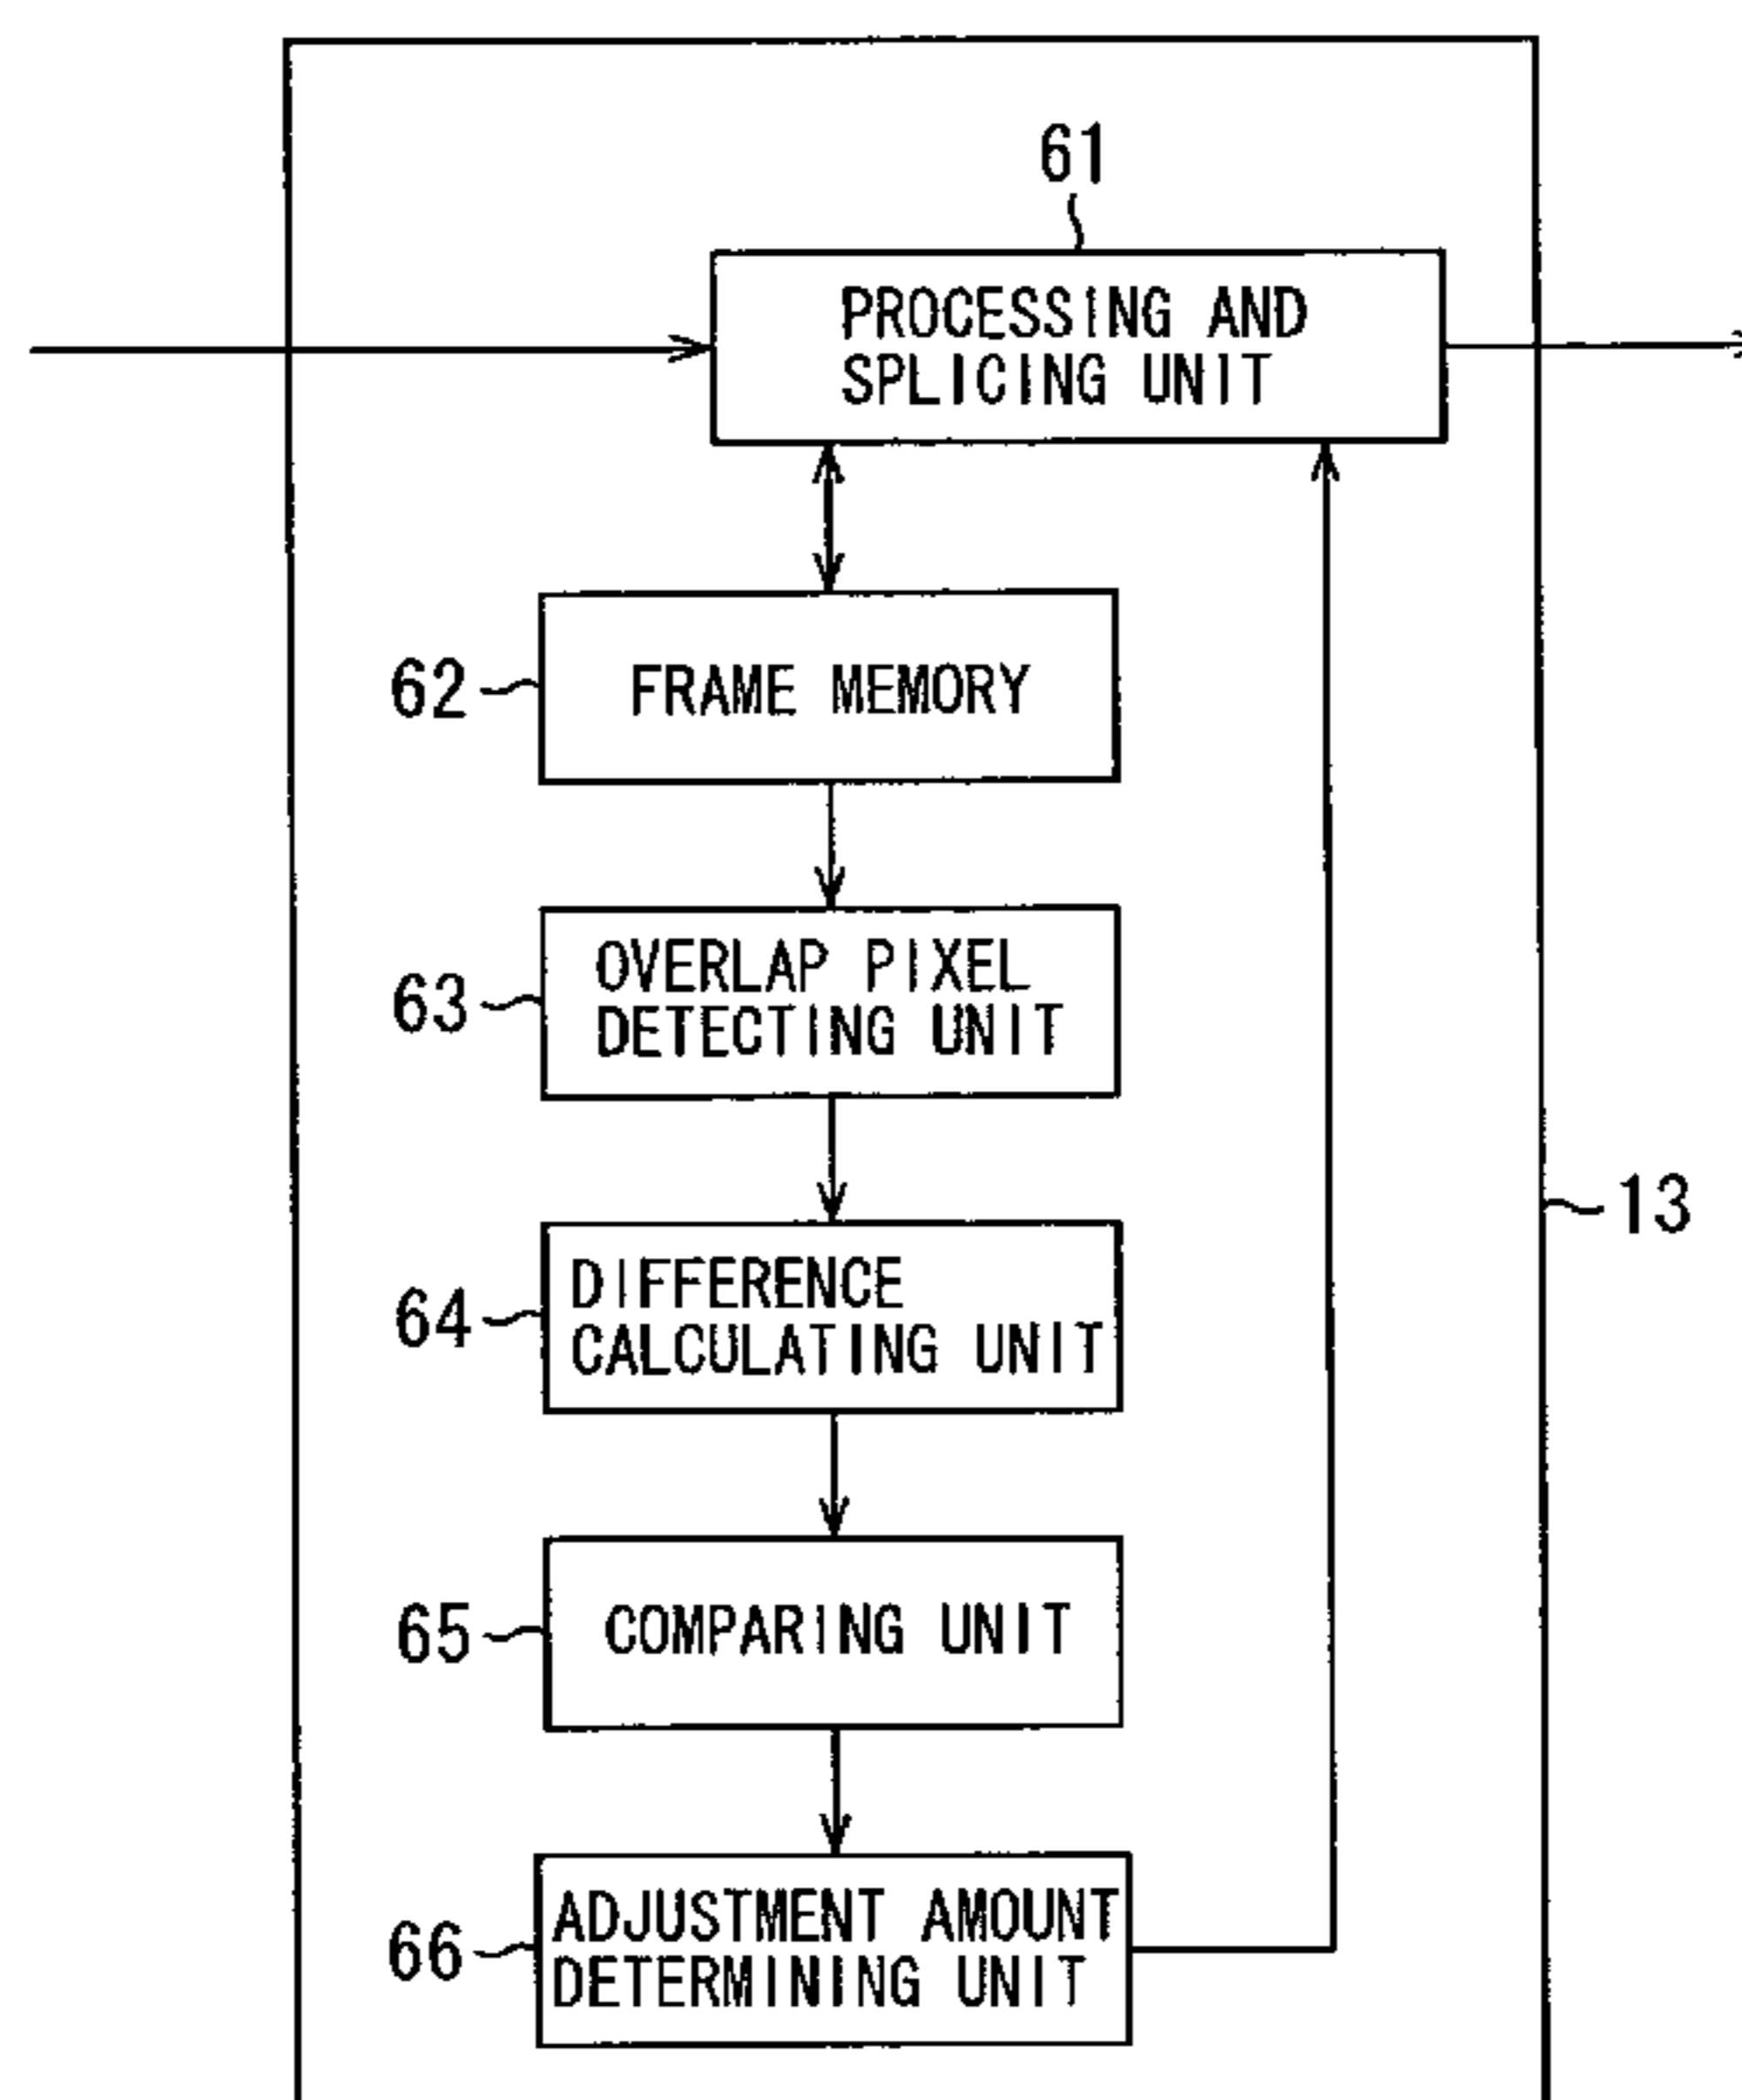 61
PROCESSING AND
SPLICING UNIT
62
FRAME MEMORY
63
OVERLAP PIXEL
DETECTING UNIT
13
64
DIFFERENCE
CALCULATING UNIT
65
COMPARING UNIT
66
ADJUSTMENT AMOUNT
DETERMINING UNIT